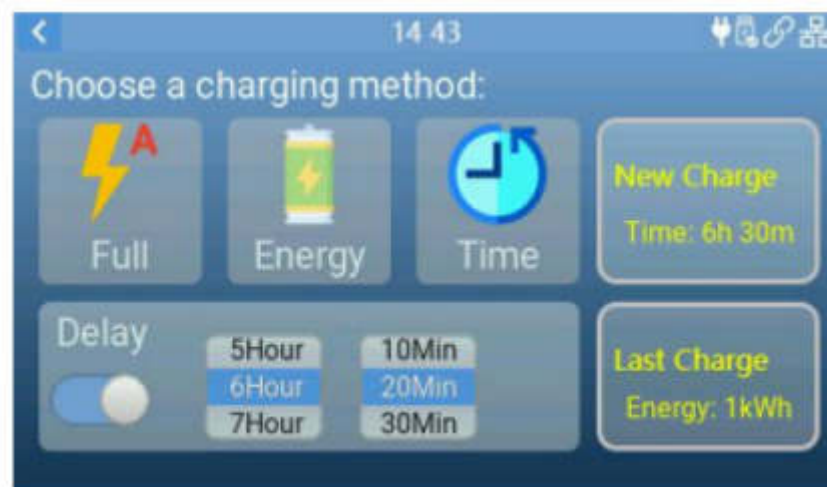 14 43
Choose a charging method:
A
Full
Energy
Time
New Charge
Time: 6h 30m
Delay
5Hour
10Min
6Hour
20Min
7Hour
30Min
Last Charge
Energy: 1kWh